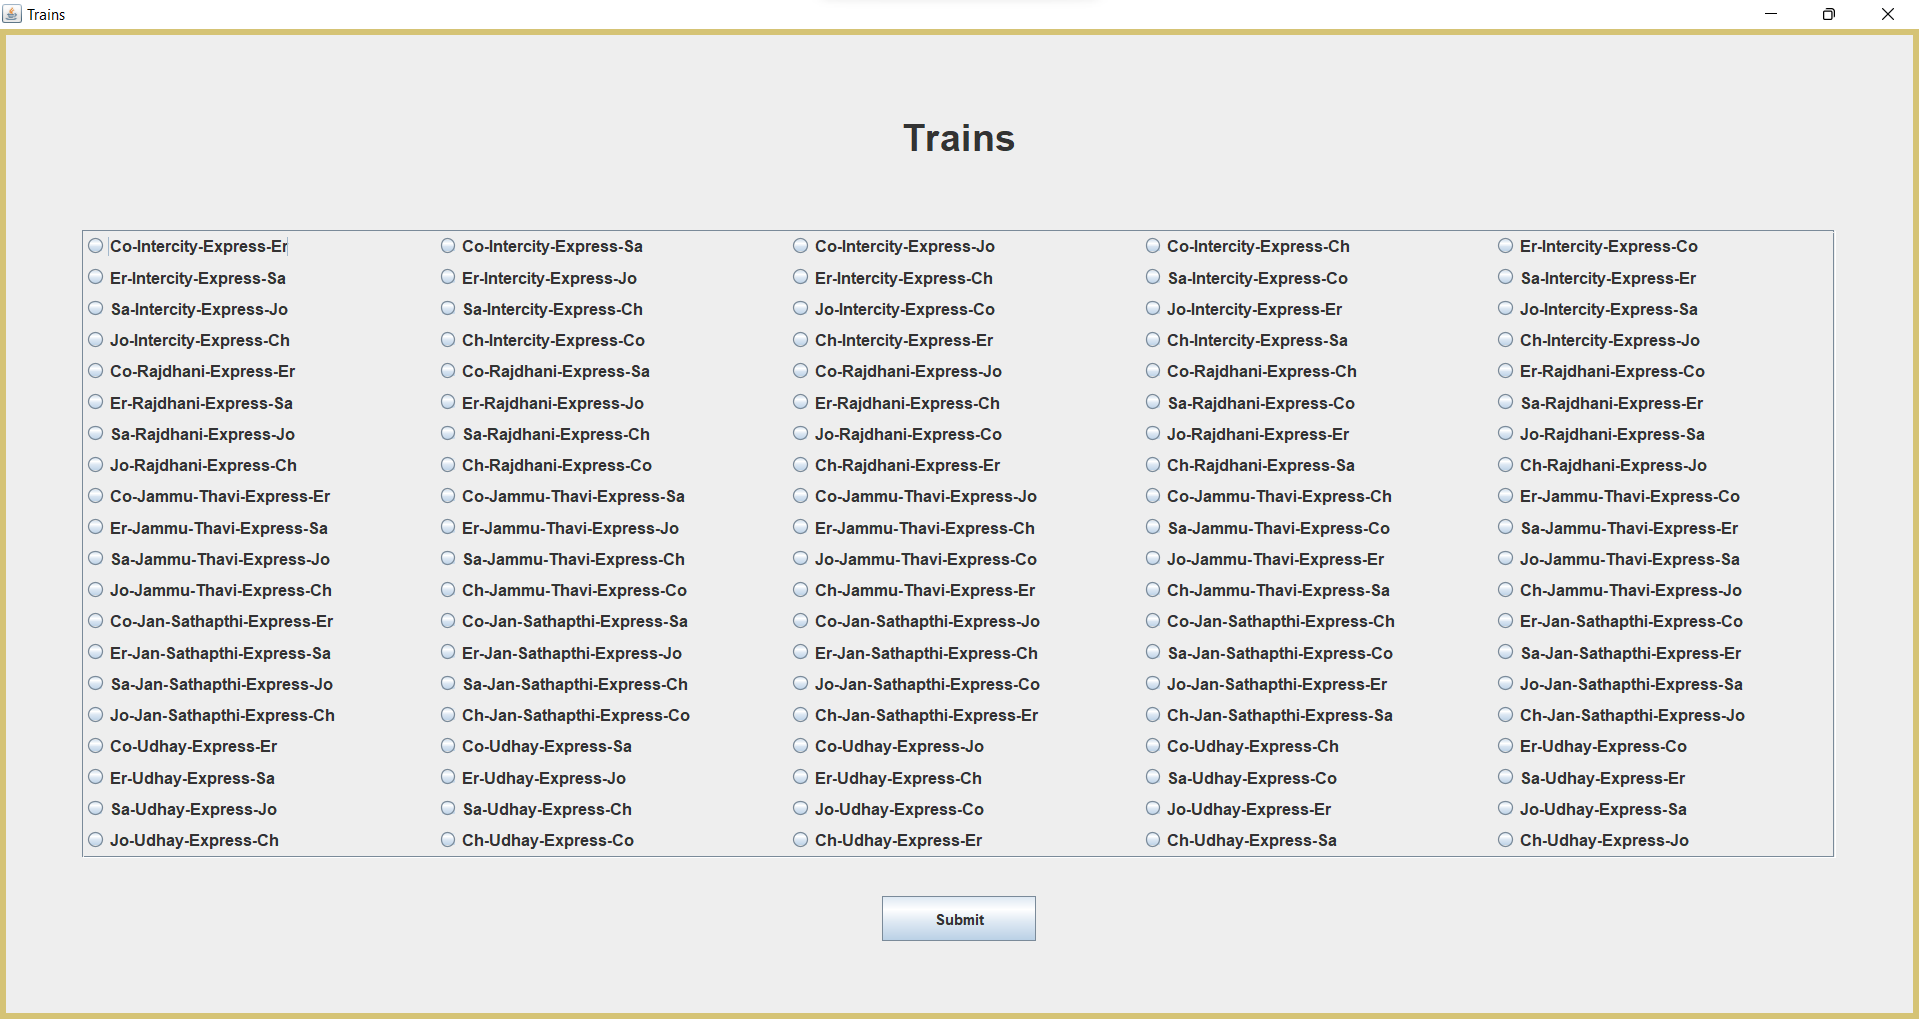 Trains
Trains
Co-Intercity-Express-Er Co-Intercity-Express-Sa Co-Intercity-Express-Jo Co-Intercity-Express-Ch Er-Intercity-Express-Co
Er-Intercity-Express-Sa Er-Intercity-Express-Jo Er-Intercity-Express-Ch Sa-Intercity-Express-Co Sa-Intercity-Express-Er
Sa-Intercity-Express-Jo Sa-Intercity-Express-Ch Jo-Intercity-Express-Co Jo-Intercity-Express-Er Jo-Intercity-Express-Sa
Jo-Intercity-Express-Ch Ch-Intercity-Express-Co Ch-Intercity-Express-Er Ch-Intercity-Express-Sa Ch-Intercity-Express-Jo
Co-Rajdhani-Express-Er Co-Rajdhani-Express-Sa Co-Rajdhani-Express-Jo Co-Rajdhani-Express-Ch Er-Rajdhani-Express-Co
Er-Rajdhani-Express-Sa Er-Rajdhani-Express-Jo Er-Rajdhani-Express-Ch Sa-Rajdhani-Express-Co Sa-Rajdhani-Express-Er
Sa-Rajdhani-Express-Jo Sa-Rajdhani-Express-Ch Jo-Rajdhani-Express-Co Jo-Rajdhani-Express-Er Jo-Rajdhani-Express-Sa
Jo-Rajdhani-Express-Ch Ch-Rajdhani-Express-Co Ch-Rajdhani-Express-Er Ch-Rajdhani-Express-Sa Ch-Rajdhani-Express-Jo
Co-Jammu-Thavi-Express-Er Co-Jammu-Thavi-Express-Sa Co-Jammu-Thavi-Express-Jo Co-Jammu-Thavi-Express-Ch Er-Jammu-Thavi-Express-Co
Er-Jammu-Thavi-Express-Sa Er-Jammu-Thavi-Express-Jo Er-Jammu-Thavi-Express-Ch Sa-Jammu-Thavi-Express-Co Sa-Jammu-Thavi-Express-Er
Sa-Jammu-Thavi-Express-Jo Sa-Jammu-Thavi-Express-Ch Jo-Jammu-Thavi-Express-Co Jo-Jammu-Thavi-Express-Er Jo-Jammu-Thavi-Express-Sa
Jo-Jammu-Thavi-Express-Ch Ch-Jammu-Thavi-Express-Co Ch-Jammu-Thavi-Express-Er Ch-Jammu-Thavi-Express-Sa Ch-Jammu-Thavi-Express-Jo
Co-Jan-Sathapthi-Express-Er Co-Jan-Sathapthi-Express-Sa Co-Jan-Sathapthi-Express-Jo Co-Jan-Sathapthi-Express-Ch Er-Jan-Sathapthi-Express-Co
Er-Jan-Sathapthi-Express-Sa Er-Jan-Sathapthi-Express-Jo Er-Jan-Sathapthi-Express-Ch Sa-Jan-Sathapthi-Express-Co Sa-Jan-Sathapthi-Express-Er
Sa-Jan-Sathapthi-Express-Jo Sa-Jan-Sathapthi-Express-Ch Jo-Jan-Sathapthi-Express-Co Jo-Jan-Sathapthi-Express-Er Jo-Jan-Sathapthi-Express-Sa
Jo-Jan-Sathapthi-Express-Ch Ch-Jan-Sathapthi-Express-Co Ch-Jan-Sathapthi-Express-Er Ch-Jan-Sathapthi-Express-Sa Ch-Jan-Sathapthi-Express-Jo
Co-Udhay-Express-Er Co-Udhay-Express-Sa Co-Udhay-Express-Jo Co-Udhay-Express-Ch Er-Udhay-Express-Co
Er-Udhay-Express-Sa Er-Udhay-Express-Jo Er-Udhay-Express-Ch Sa-Udhay-Express-Co Sa-Udhay-Express-Er
Sa-Udhay-Express-Jo Sa-Udhay-Express-Ch Jo-Udhay-Express-Co Jo-Udhay-Express-Er Jo-Udhay-Express-Sa
Jo-Udhay-Express-Ch Ch-Udhay-Express-Co Ch-Udhay-Express-Er Ch-Udhay-Express-Sa Ch-Udhay-Express-Jo
Submit